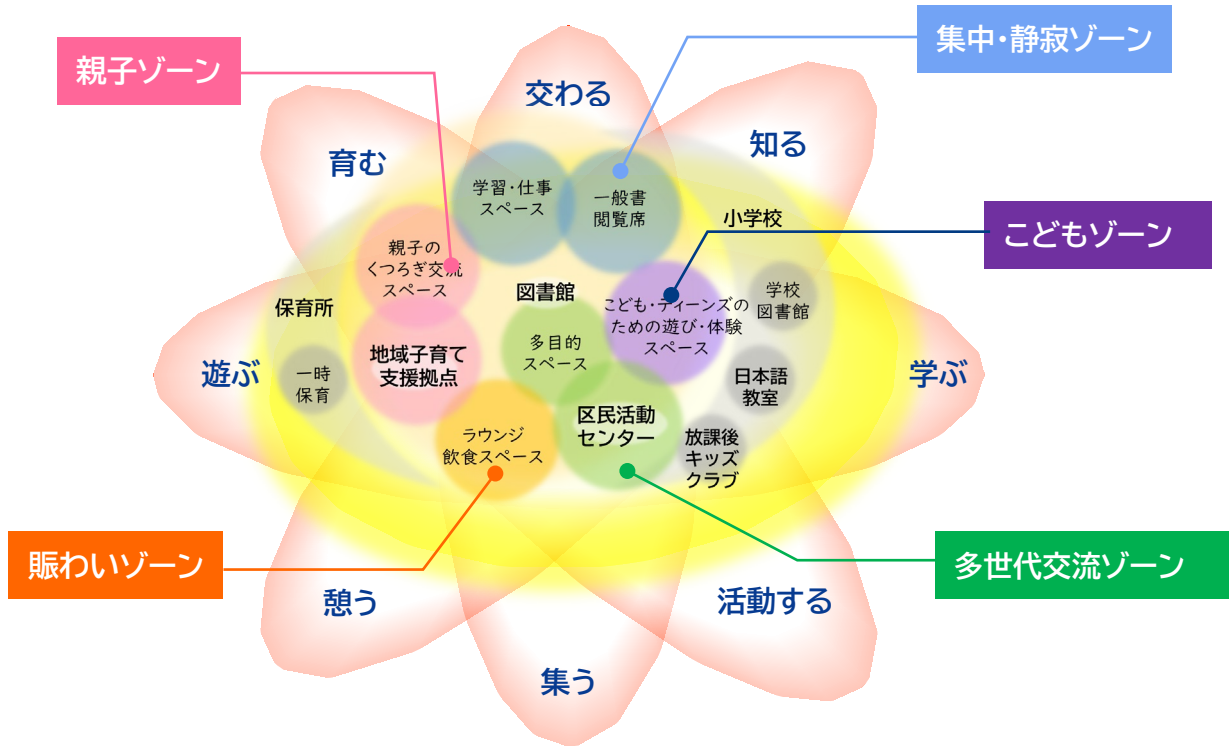 集中・静寂ゾーン
親子ゾーン
交わる
知る
育む
学習・仕事
スペース
一般書
閲覧席
小学校
こどもゾーン
親子の
くつろぎ交流
スペース
図書館
こども・ティーンズの
ための遊び・体験
スペース
学校
図書館
保育所
多目的
スペース
地域子育て
支援拠点
遊ぶ
一時
保育
日本語
教室
学ぶ
区民活動
センター
ラウンジ
飲食スペース
放課後
キッズ
クラブ
賑わいゾーン
多世代交流ゾーン
憩う
活動する
集う